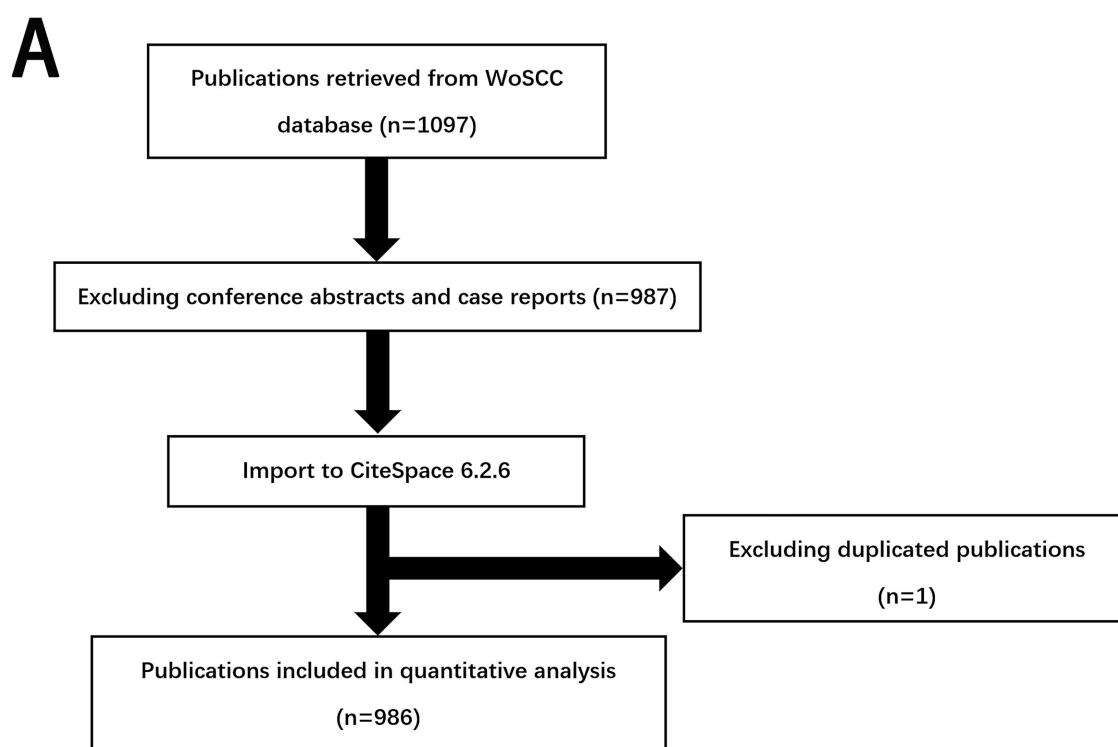 A
Publications retrieved from WoSCC
database (n=1097)
Excluding conference abstracts and case reports (n=987)
Import to CiteSpace 6.2.6
Excluding duplicated publications
(n=1)
Publications included in quantitative analysis
(n=986)